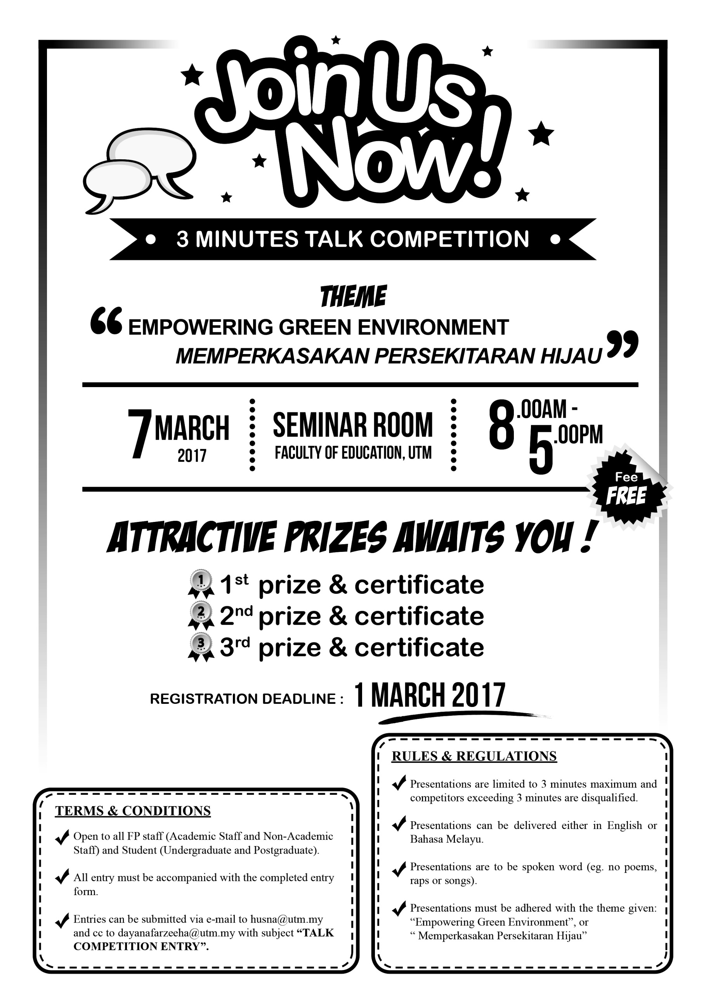 Join Us
Now!
3 MINUTES TALK COMPETITION
THEME
“EMPOWERING GREEN ENVIRONMENT
MEMPERKASAKAN PERSEKITARAN HIJAU”
7 MARCH
2017
SEMINAR ROOM
FACULTY OF EDUCATION, UTM
8.00AM -
5.00PM
Fee
FREE
ATTRACTIVE PRIZES AWAITS YOU !
1 1st prize & certificate
2 2nd prize & certificate
3 3rd prize & certificate
REGISTRATION DEADLINE : 1 MARCH 2017
TERMS & CONDITIONS
Open to all FP staff (Academic Staff and Non-Academic
Staff) and Student (Undergraduate and Postgraduate).
All entry must be accompanied with the completed entry
form.
Entries can be submitted via e-mail to husna@utm.my
and cc to dayanafarzeeha@utm.my with subject “TALK
COMPETITION ENTRY”.
RULES & REGULATIONS
Presentations are limited to 3 minutes maximum and
competitors exceeding 3 minutes are disqualified.
Presentations can be delivered either in English or
Bahasa Melayu.
Presentations are to be spoken word (eg. no poems,
raps or songs).
Presentations must be adhered with the theme given:
“Empowering Green Environment”, or
“ Memperkasakan Persekitaran Hijau”